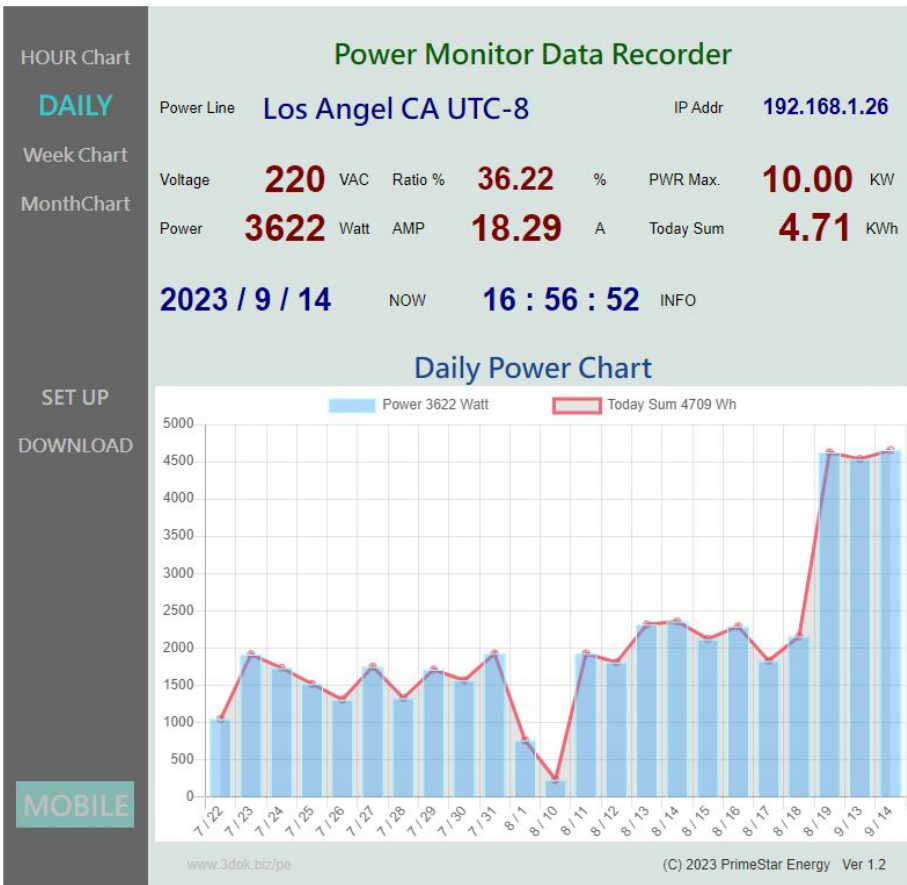 HOUR Chart
DAILY
Week Chart
MonthChart
SET UP
DOWNLOAD
MOBILE
Power Monitor Data Recorder
Power Line Los Angel CA UTC-8 IP Addr 192.168.1.26
Voltage 220 VAC Ratio % 36.22 % PWR Max. 10.00 KW
Power 3622 Watt AMP 18.29 A Today Sum 4.71 KWh
2023 / 9 / 14 NOW 16 : 56 : 52 INFO
Daily Power Chart
Power 3622 Watt Today Sum 4709 Wh
5000
4500
4000
3500
3000
2500
2000
1500
1000
500
0
7 / 22 7 / 23 7 / 24 7 / 25 7 / 26 7 / 27 7 / 28 7 / 29 7 / 30 7 / 31 8 / 1 8 / 10 8 / 11 8 / 12 8 / 13 8 / 14 8 / 15 8 / 16 8 / 17 8 / 18 8 / 19 9 / 13 9 / 14
www.3dok.biz/pe (C) 2023 PrimeStar Energy Ver 1.2